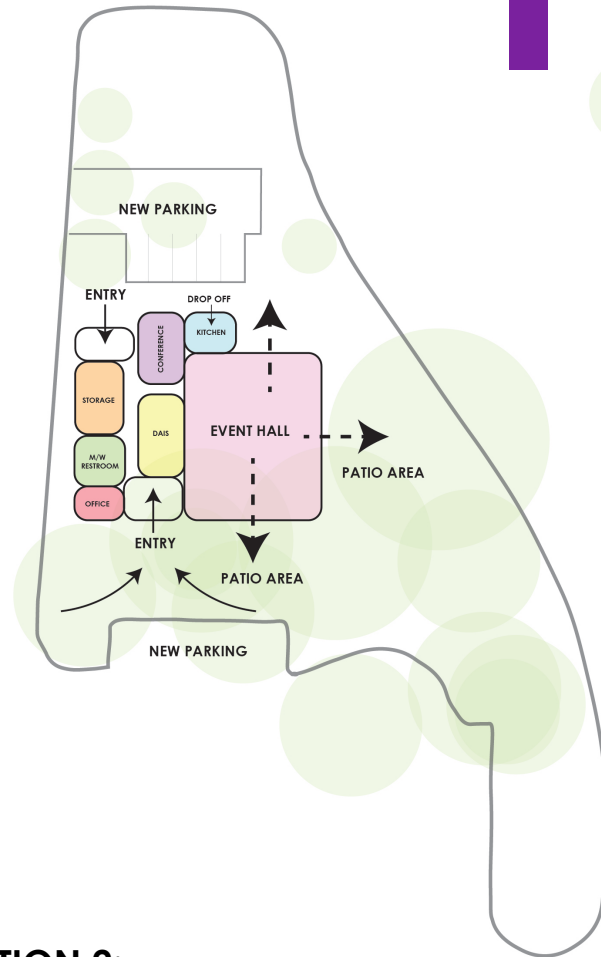 NEW PARKING
ENTRY
DROP OFF
KITCHEN
CONFERENCE
STORAGE
DAIS
EVENT HALL
M/W
RESTROOM
PATIO AREA
OFFICE
ENTRY
PATIO AREA
NEW PARKING